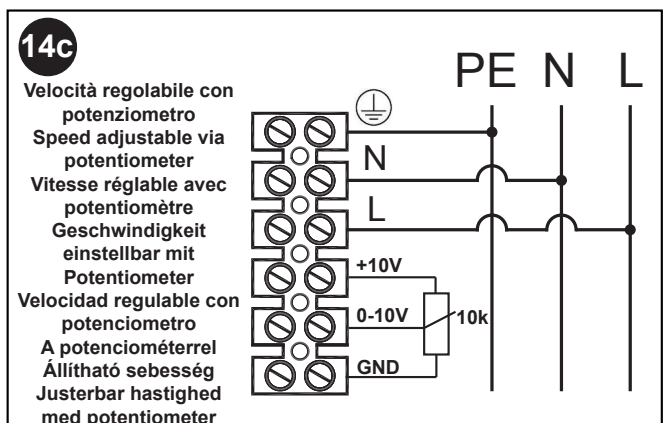 14c
Velocità regolabile con
potenziometro
Speed adjustable via
potentiometer
Vitesse réglable avec
potentiomètre
Geschwindigkeit
einstellbar mit
Potentiometer
Velocidad regulable con
potenciometro
A potenciométerrel
Állítható sebesség
Justerbar hastighed
med potentiometer
PE N L
N
L
+10V
0-10V
10k
GND